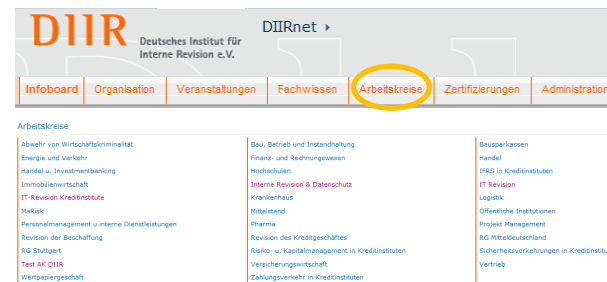 DIIR
Deutsches Institut für
Interne Revision e.V.
DIIRnet
Infoboard Organisation Veranstaltungen Fachwissen Arbeitskreise Zertifizierungen Administration
Arbeitskreise
Abwehr von Wirtschaftskriminalität Bau, Betrieb und Instandhaltung Bausparkassen
Energie und Verkehr Finanz- und Rechnungswesen Handel
Handel u. Investmentbanking Hochschulen IFRS in Kreditinstituten
Immobilienwirtschaft Interne Revision & Datenschutz IT Revision
IT-Revision Kreditinstitute Krankenhaus Logistik
MaRisk Mittelstand Öffentliche Institutionen
Personalmanagement u interne Dienstleistungen Pharma Projekt Management
Revision der Beschaffung Revision des Kreditgeschäftes RG Mitteldeutschland
RG Stuttgart Risiko- u. Kapitalmanagement in Kreditinstituten Sicherheitsvorkehrungen in Kreditinstitu
Test AK DIIR Versicherungswirtschaft Vertrieb
Wertpapiergeschäft Zahlungsverkehr in Kreditinstituten